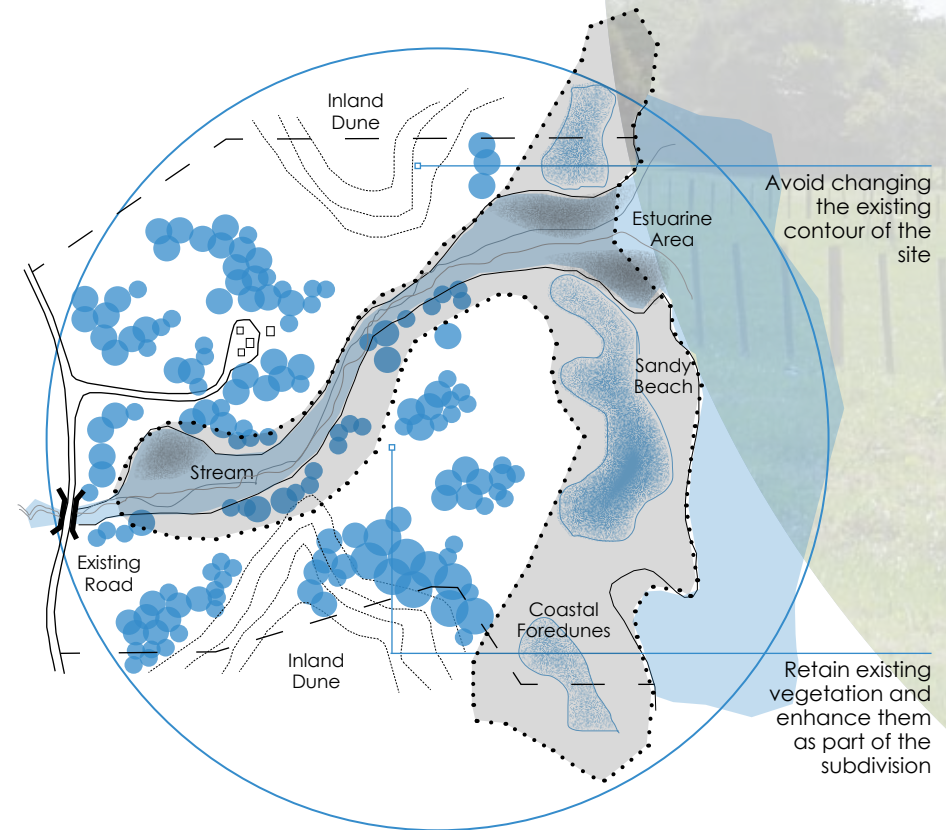 Inland
Dune
Avoid changing
the existing
contour of the
site
Estuarine
Area
Sandy
Beach
Stream
Existing
Road
Coastal
Foredunes
Inland
Dune
Retain existing
vegetation and
enhance them
as part of the
subdivision